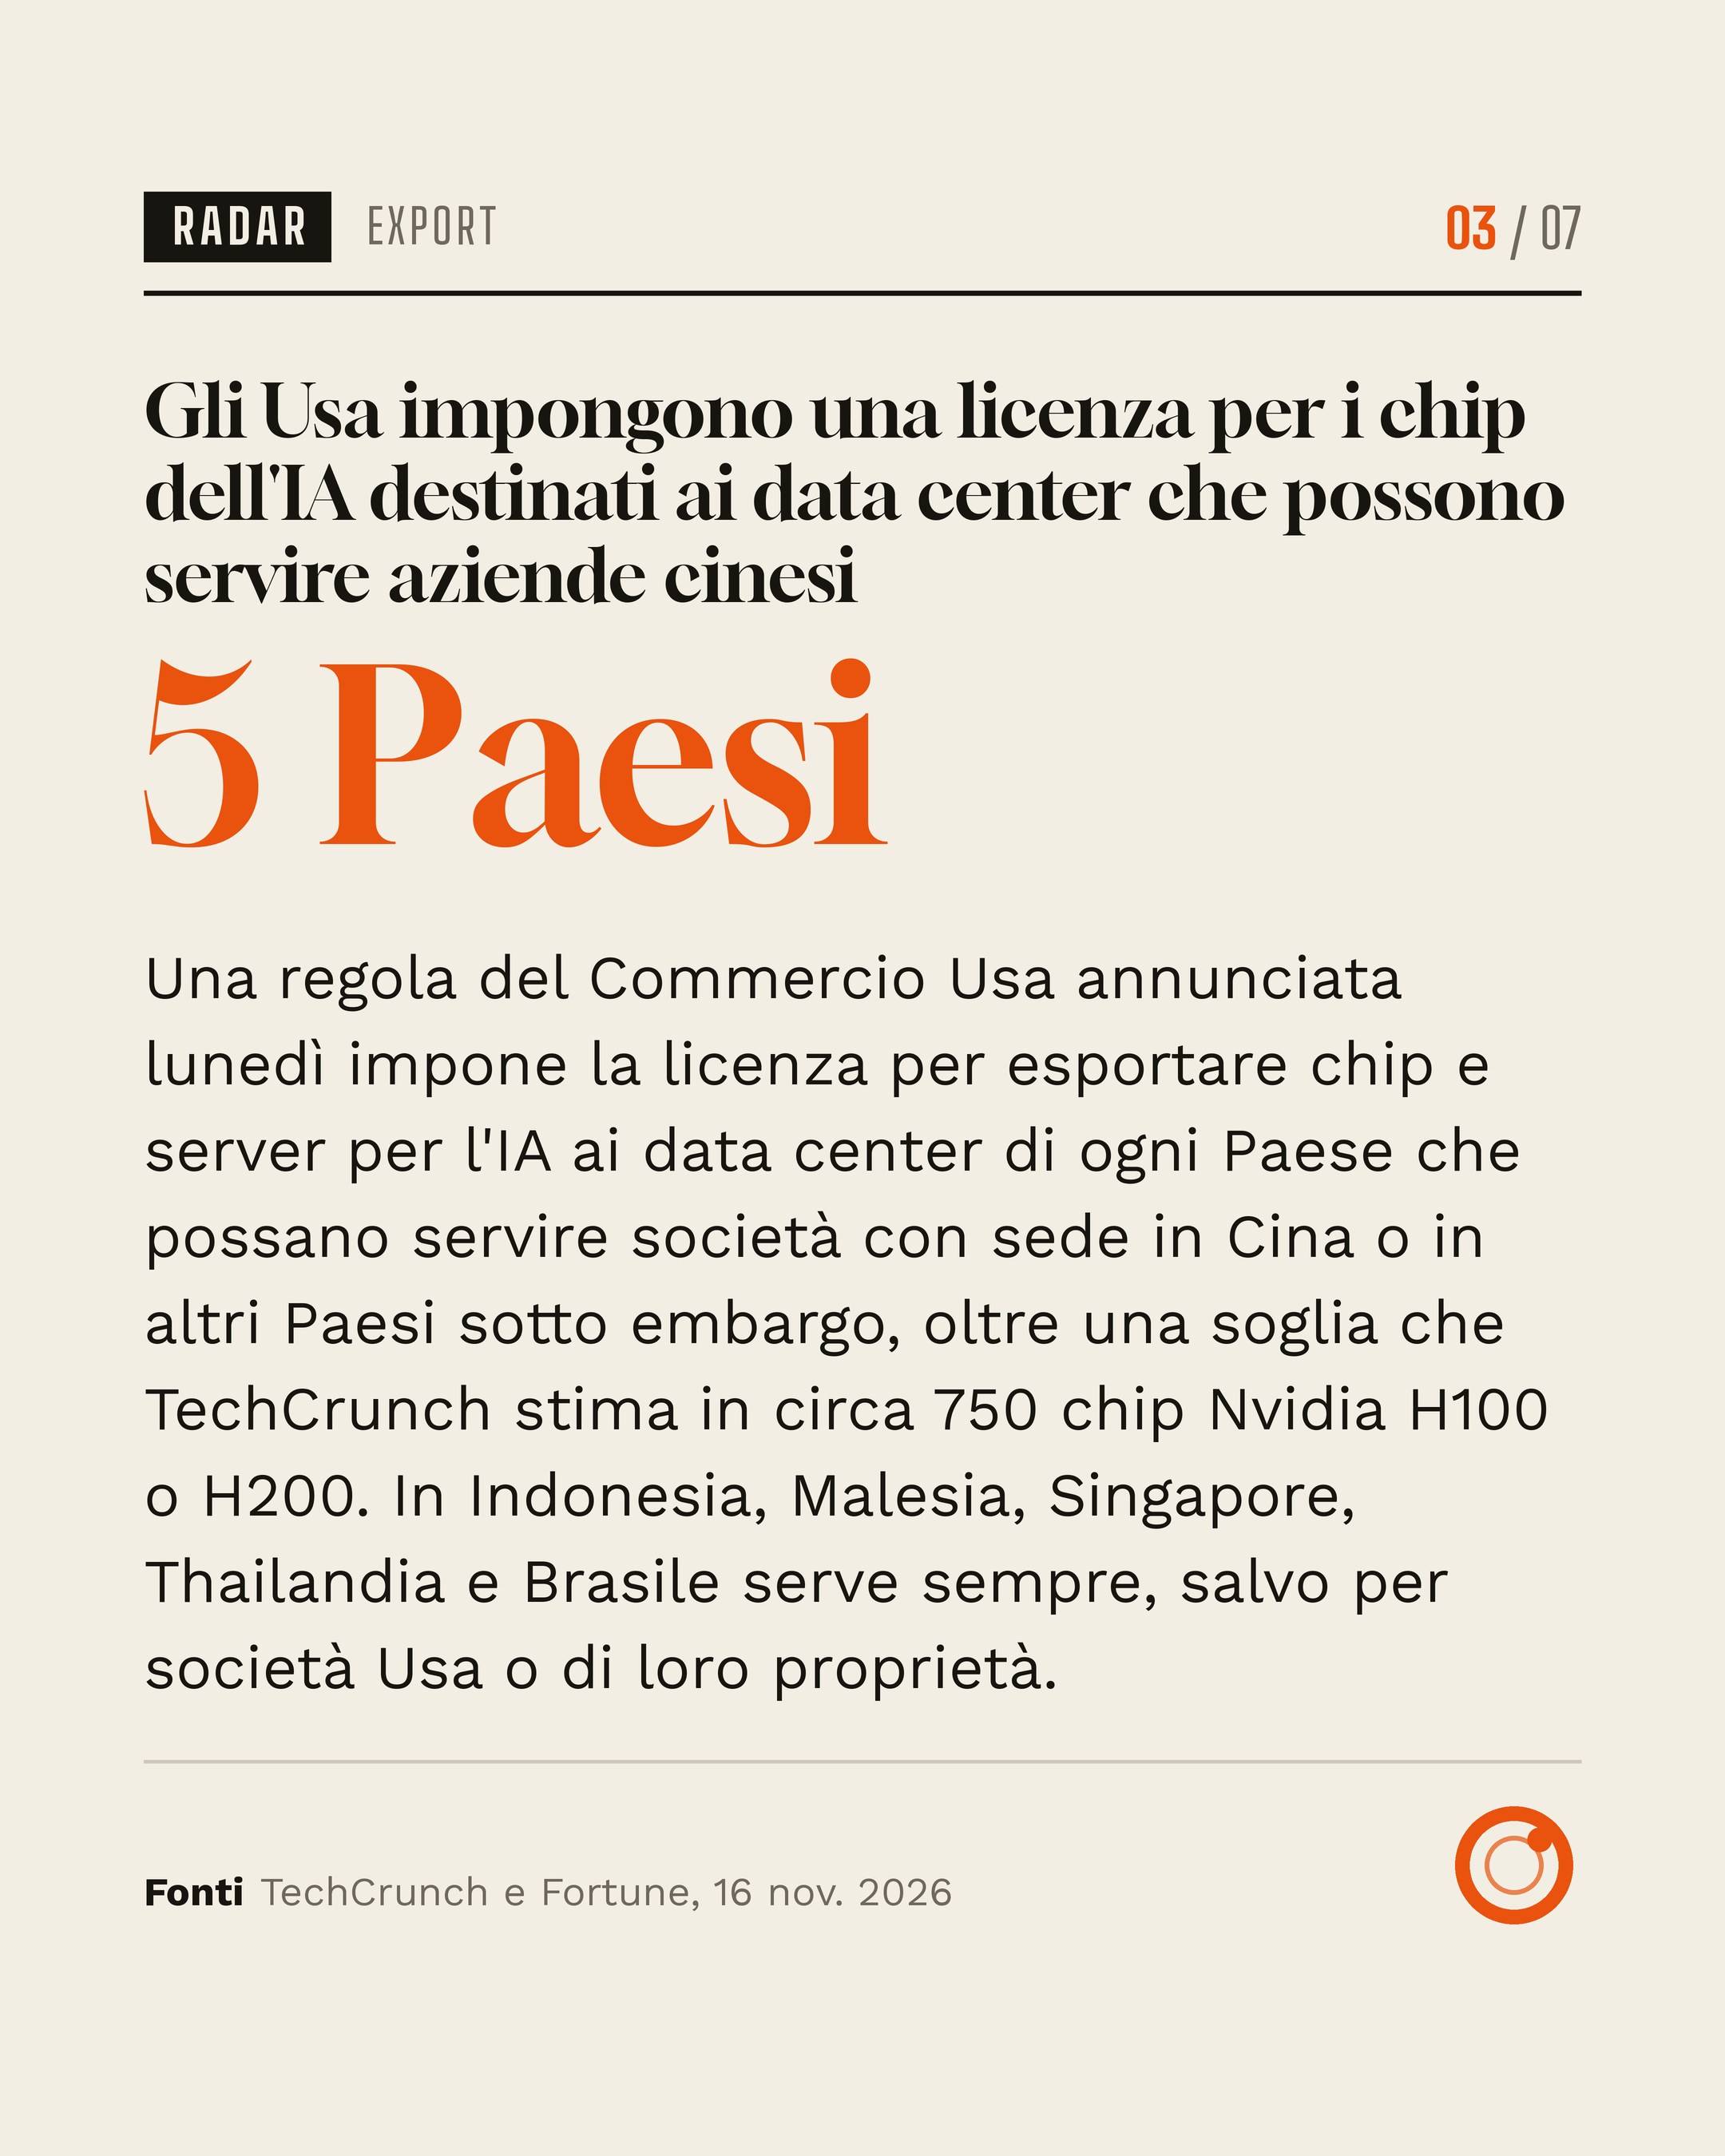 RADAR EXPORT 03 / 07
Gli Usa impongono una licenza per i chip
dell'IA destinati ai data center che possono
servire aziende cinesi
5 Paesi
Una regola del Commercio Usa annunciata
lunedì impone la licenza per esportare chip e
server per l'IA ai data center di ogni Paese che
possano servire società con sede in Cina o in
altri Paesi sotto embargo, oltre una soglia che
TechCrunch stima in circa 750 chip Nvidia H100
o H200. In Indonesia, Malesia, Singapore,
Thailandia e Brasile serve sempre, salvo per
società Usa o di loro proprietà.
Fonti TechCrunch e Fortune, 16 nov. 2026